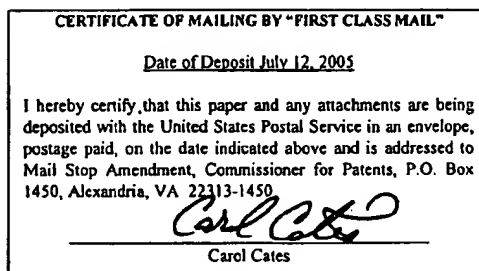 CERTIFICATE OF MAILING BY "FIRST CLASS MAIL"
Date of Deposit July 12, 2005
I hereby certify, that this paper and any attachments are being
deposited with the United States Postal Service in an envelope,
postage paid, on the date indicated above and is addressed to
Mail Stop Amendment, Commissioner for Patents, P.O. Box
1450, Alexandria, VA 22313-1450
Carol Cates
Carol Cates